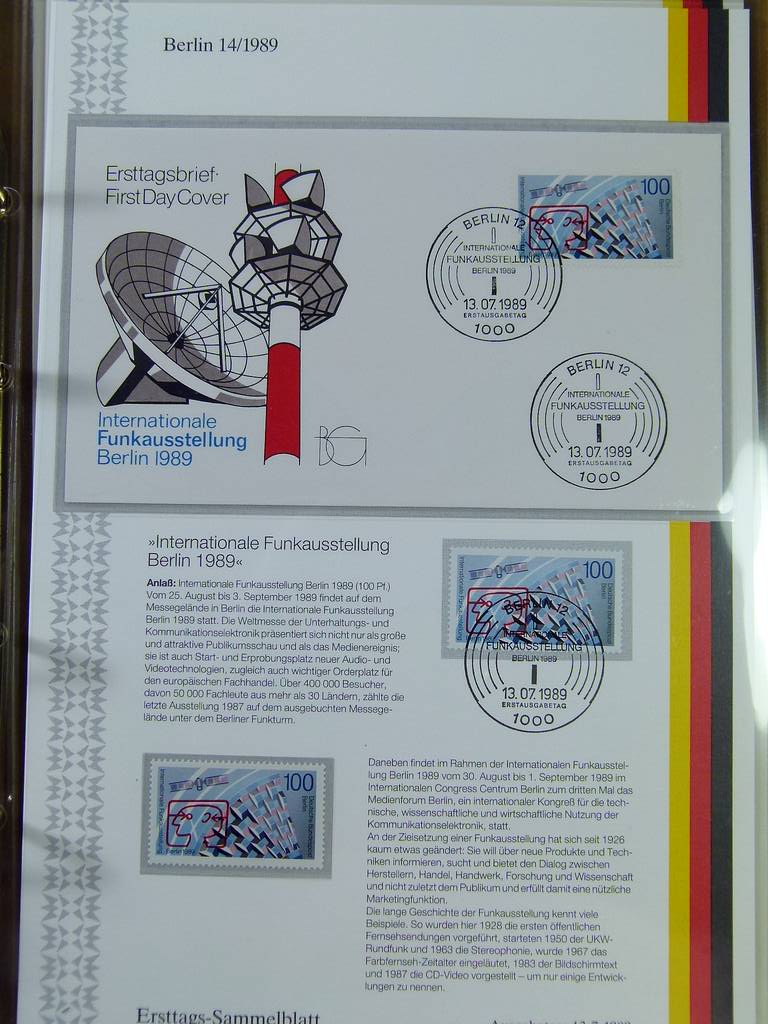 Berlin 14/1989
Ersttagsbrief·
First Day Cover
100
Deutsche Bundespost
Berlin
BERLIN 12
INTERNATIONALE
FUNKAUSSTELLUNG
BERLIN 1989
13.07.1989
ERSTAUSGABETAG
1000
BERLIN 12
INTERNATIONALE
FUNKAUSSTELLUNG
BERLIN 1989
13.07.1989
ERSTAUSGABETAG
1000
Internationale
Funkausstellung
Berlin 1989
»Internationale Funkausstellung
Berlin 1989«
Anlaß: Internationale Funkausstellung Berlin 1989 (100 Pf.)
Vom 25. August bis 3. September 1989 findet auf dem
Messegelände in Berlin die Internationale Funkausstellung
Berlin 1989 statt. Die Weltmesse der Unterhaltungs- und
Kommunikationselektronik präsentiert sich nicht nur als große
und attraktive Publikumsschau und als das Medienereignis;
sie ist auch Start- und Erprobungsplatz neuer Audio- und
Videotechnologien, zugleich auch wichtiger Orderplatz für
den europäischen Fachhandel. Über 400 000 Besucher,
davon 50 000 Fachleute aus mehr als 30 Ländern, zählte die
letzte Ausstellung 1987 auf dem ausgebuchten Messege-
lände unter dem Berliner Funkturm.
100
Deutsche Bundespost
Berlin
BERLIN 12
INTERNATIONALE
FUNKAUSSTELLUNG
BERLIN 1989
13.07.1989
ERSTAUSGABETAG
1000
100
Deutsche Bundespost
Berlin
Internationale Funkausstellung
Berlin 1989
Daneben findet im Rahmen der Internationalen Funkausstel-
lung Berlin 1989 vom 30. August bis 1. September 1989 im
Internationalen Congress Centrum Berlin zum dritten Mal das
Medienforum Berlin, ein internationaler Kongreß für die tech-
nische, wissenschaftliche und wirtschaftliche Nutzung der
Kommunikationselektronik, statt.
An der Zielsetzung einer Funkausstellung hat sich seit 1926
kaum etwas geändert: Sie will über neue Produkte und Tech-
niken informieren, sucht und bietet den Dialog zwischen
Herstellern, Handel, Handwerk, Forschung und Wissenschaft
und nicht zuletzt dem Publikum und erfüllt damit eine nützliche
Marketingfunktion.
Die lange Geschichte der Funkausstellung kennt viele
Beispiele. So wurden hier 1928 die ersten öffentlichen
Fernsehsendungen vorgeführt, starteten 1950 der UKW-
Rundfunk und 1963 die Stereophonie, wurde 1967 das
Farbfernseh-Zeitalter eingeläutet, 1983 der Bildschirmtext
und 1987 die CD-Video vorgestellt – um nur einige Entwick-
lungen zu nennen.
Ersttags-Sammelblatt